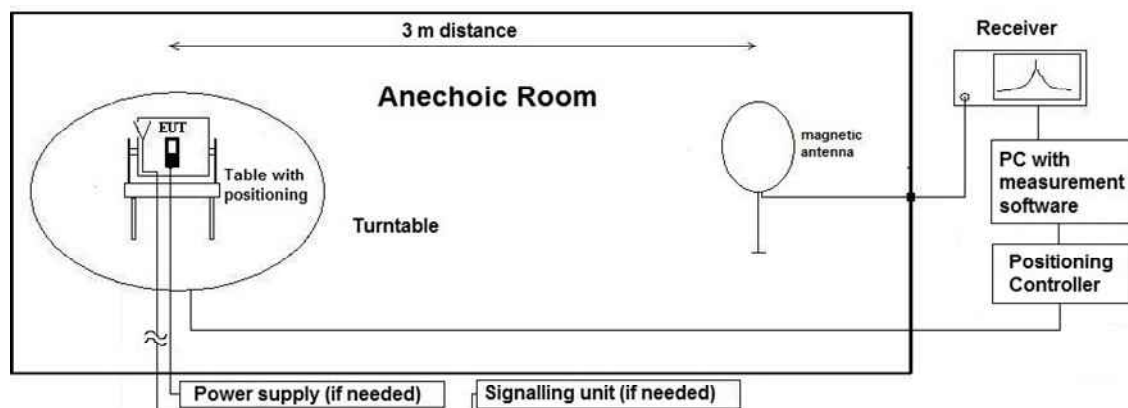 3 m distance
Receiver
Anechoic Room
EUT
magnetic
antenna
Table with
positioning
PC with
measurement
software
Turntable
Positioning
Controller
Power supply (if needed)
Signalling unit (if needed)